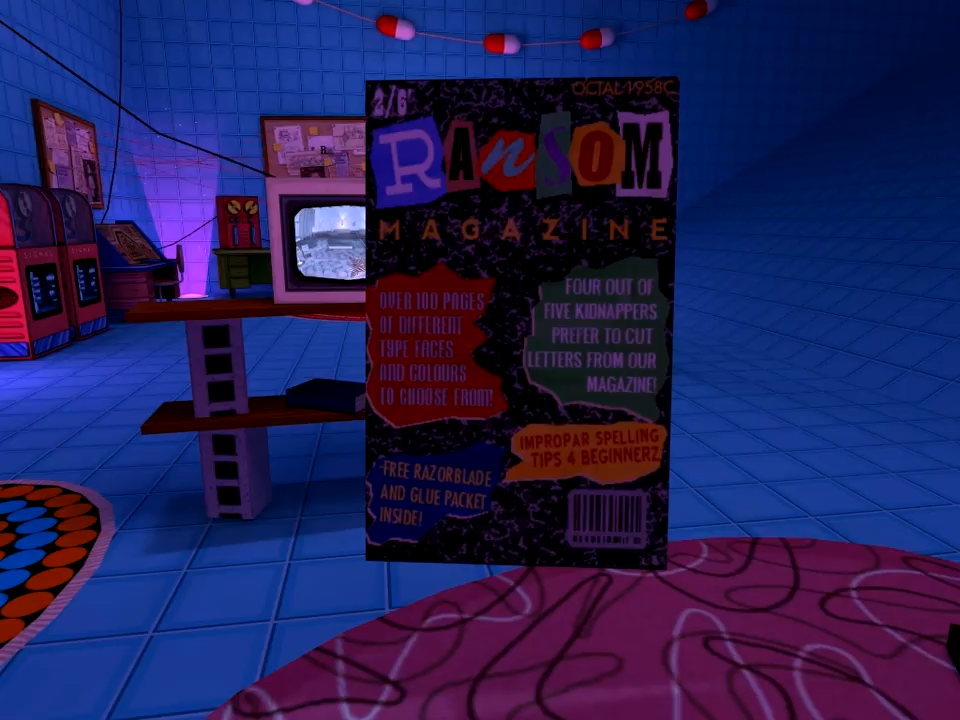 OCTAL 1958C
2/6
RANSOM
MAGAZINE
OVER 100 PAGES
OF DIFFERENT
TYPE FACES
AND COLOURS
TO CHOOSE FROM!
FOUR OUT OF
FIVE KIDNAPPERS
PREFER TO CUT
LETTERS FROM OUR
MAGAZINE!
IMPROPAR SPELLING
TIPS 4 BEGINNERZ
FREE RAZORBLADE
AND GLUE PACKET
INSIDE!
SIGNAL